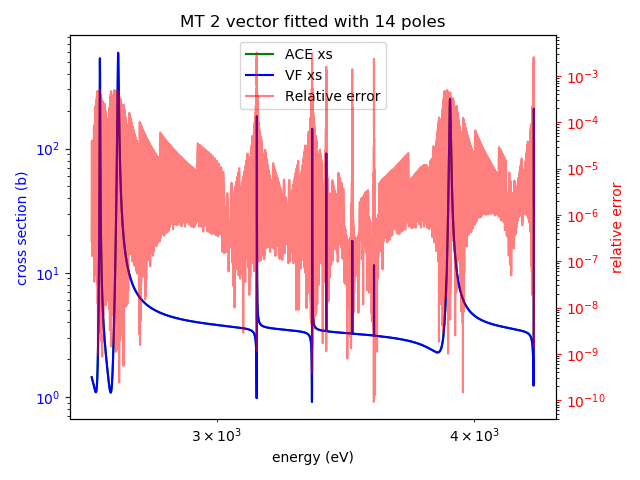 MT 2 vector fitted with 14 poles
ACE xs
VF xs
Relative error
cross section (b)
10²
10¹
10⁰
relative error
10⁻³
10⁻⁴
10⁻⁵
10⁻⁶
10⁻⁷
10⁻⁸
10⁻⁹
10⁻¹⁰
3 × 10³
4 × 10³
energy (eV)